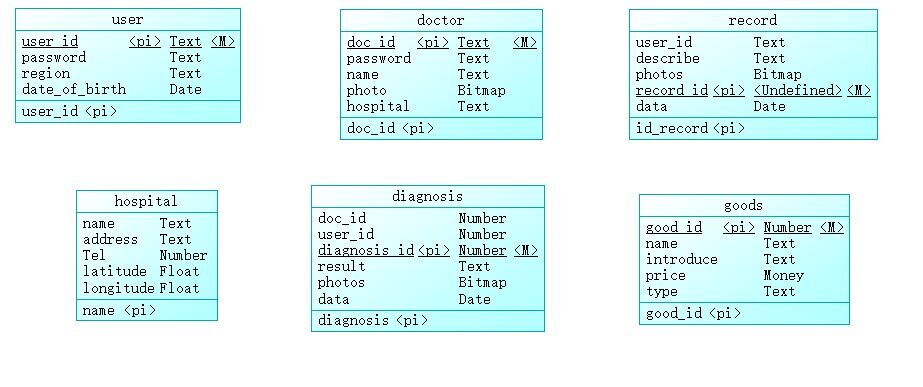 user
user_id <pi> Text <M>
password Text
region Text
date_of_birth Date
user_id <pi>
doctor
doc_id <pi> Text <M>
password Text
name Text
photo Bitmap
hospital Text
doc_id <pi>
record
user_id Text
describe Text
photos Bitmap
record_id <pi> <Undefined> <M>
data Date
id_record <pi>
hospital
name Text
address Text
Tel Number
latitude Float
longitude Float
name <pi>
diagnosis
doc_id Number
user_id Number
diagnosis_id <pi> Number <M>
result Text
photos Bitmap
data Date
diagnosis <pi>
goods
good_id <pi> Number <M>
name Text
introduce Text
price Money
type Text
good_id <pi>